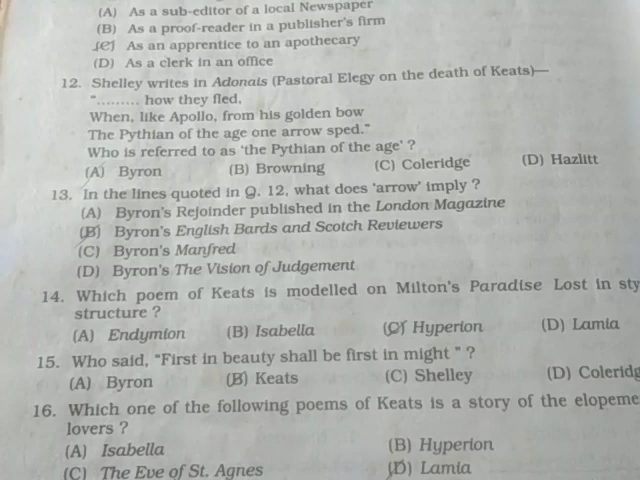 (A) As a sub-editor of a local Newspaper
(B) As a proof-reader in a publisher's firm
(C) As an apprentice to an apothecary
(D) As a clerk in an office
12. Shelley writes in Adonais (Pastoral Elegy on the death of Keats)—
"......... how they fled,
When, like Apollo, from his golden bow
The Pythian of the age one arrow sped."
Who is referred to as 'the Pythian of the age' ?
(A) Byron (B) Browning (C) Coleridge (D) Hazlitt
13. In the lines quoted in Q. 12, what does 'arrow' imply ?
(A) Byron's Rejoinder published in the London Magazine
(B) Byron's English Bards and Scotch Reviewers
(C) Byron's Manfred
(D) Byron's The Vision of Judgement
14. Which poem of Keats is modelled on Milton's Paradise Lost in sty
structure ?
(A) Endymion (B) Isabella (C) Hyperion (D) Lamia
15. Who said, "First in beauty shall be first in might " ?
(A) Byron (B) Keats (C) Shelley (D) Coleridg
16. Which one of the following poems of Keats is a story of the elopeme
lovers ?
(A) Isabella (B) Hyperion
(C) The Eve of St. Agnes (D) Lamia